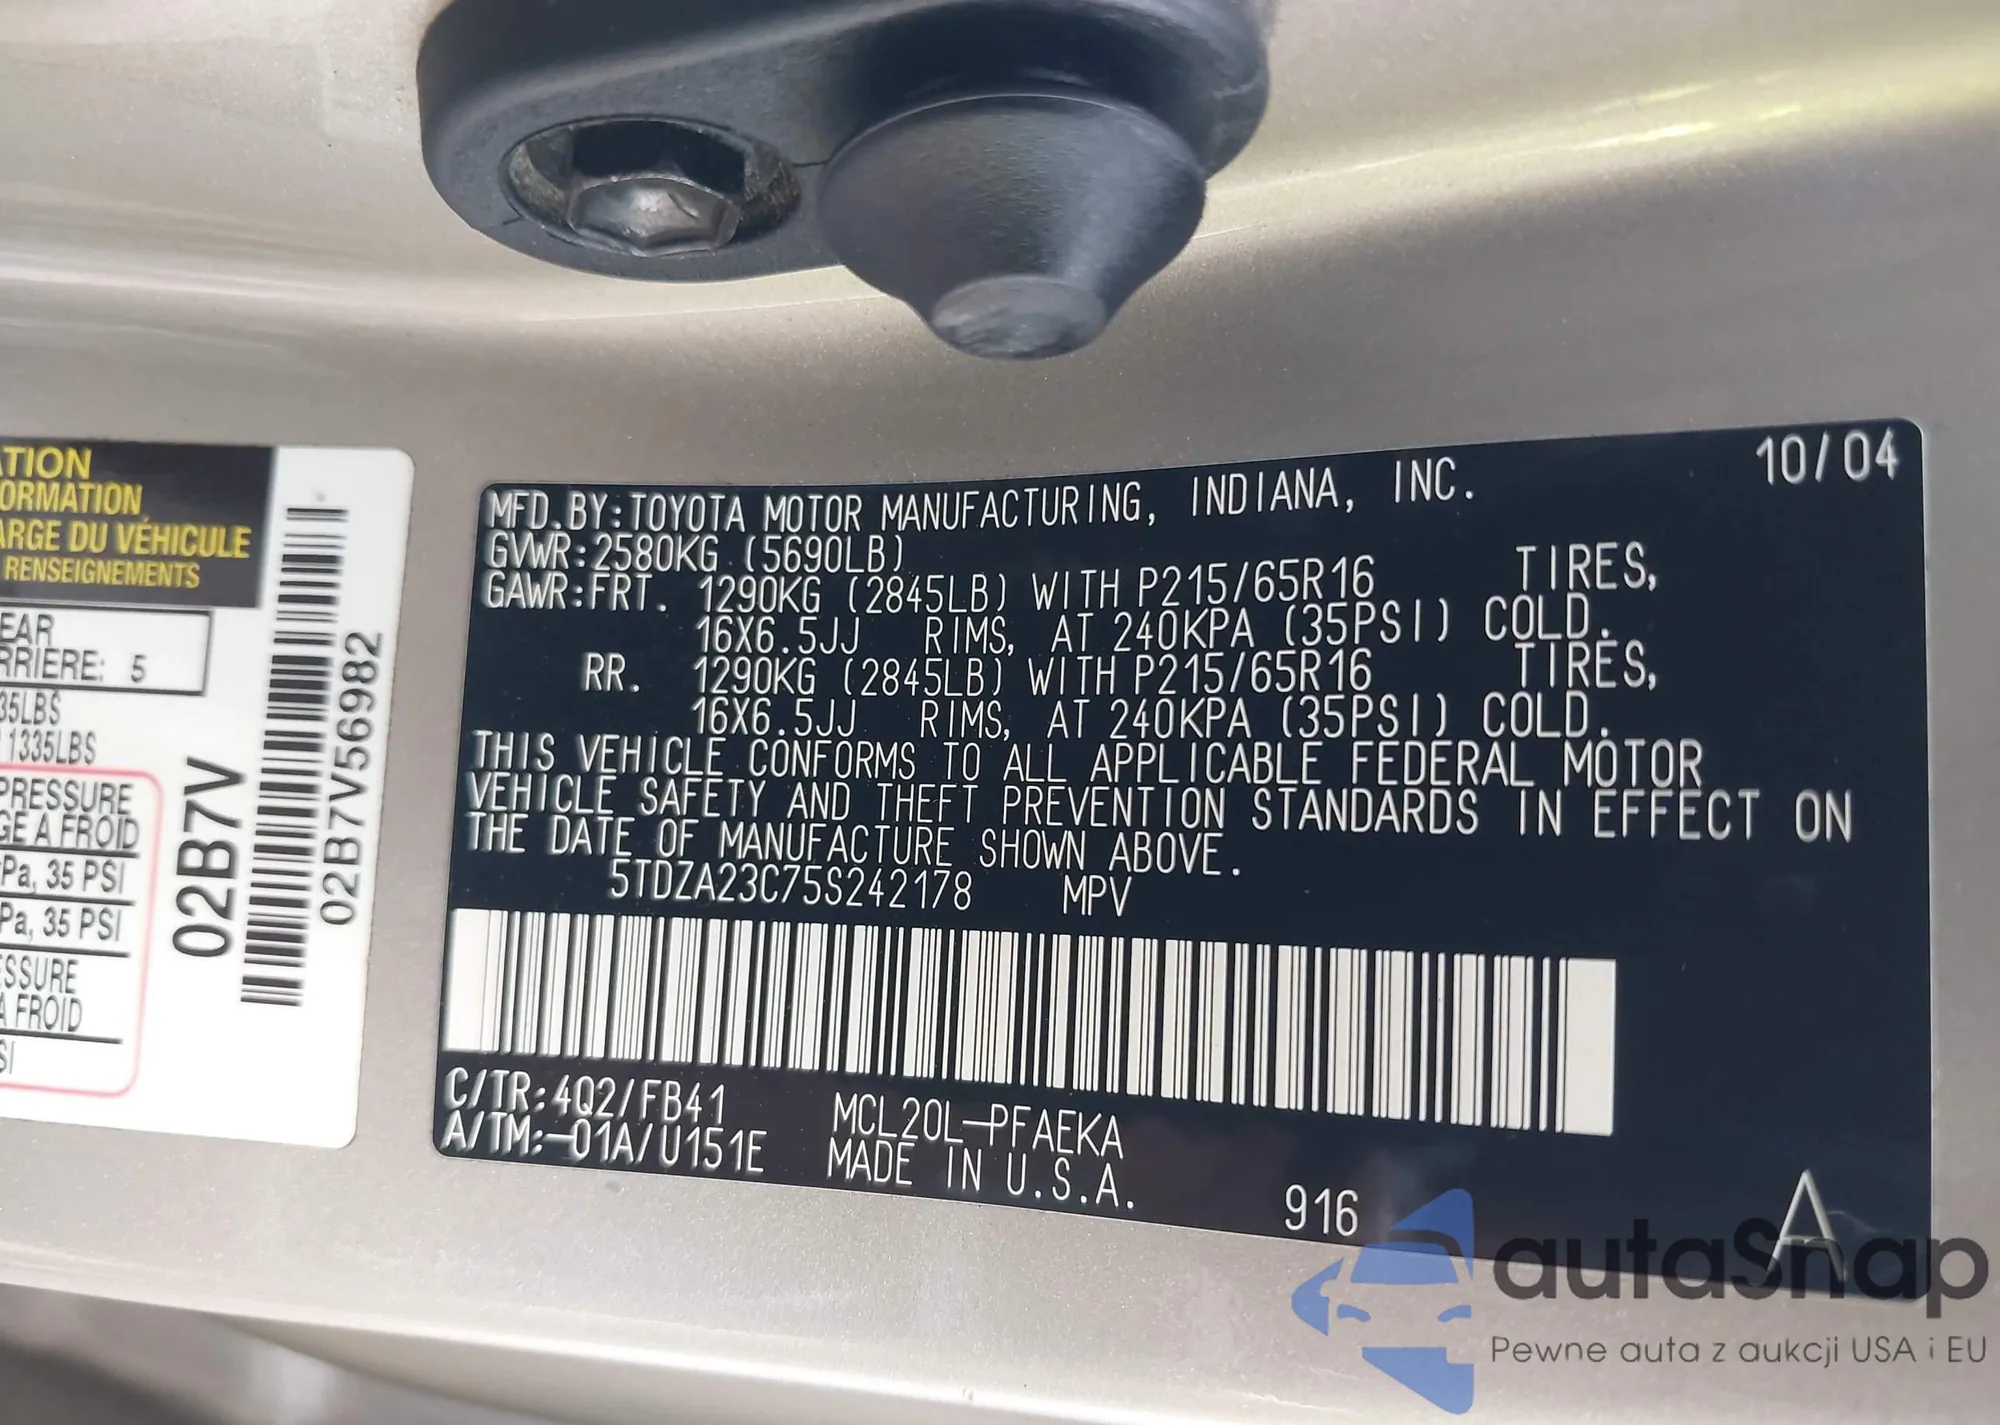 ATION
ORMATION
ARGE DU VÉHICULE
RENSEIGNEMENTS
EAR
RRIERE: 5
35LBS
1335LBS
PRESSURE
GE A FROID
Pa, 35 PSI
Pa, 35 PSI
ESSURE
A FROID
SI
02B7V
02B7V56982
10/04
MFD.BY:TOYOTA MOTOR MANUFACTURING, INDIANA, INC.
GVWR:2580KG (5690LB)
GAWR:FRT. 1290KG (2845LB) WITH P215/65R16 TIRES,
16X6.5JJ RIMS, AT 240KPA (35PSI) COLD.
RR. 1290KG (2845LB) WITH P215/65R16 TIRES,
16X6.5JJ RIMS, AT 240KPA (35PSI) COLD.
THIS VEHICLE CONFORMS TO ALL APPLICABLE FEDERAL MOTOR
VEHICLE SAFETY AND THEFT PREVENTION STANDARDS IN EFFECT ON
THE DATE OF MANUFACTURE SHOWN ABOVE.
5TDZA23C75S242178 MPV
C/TR:4Q2/FB41 MCL20L-PFAEKA
A/TM:-01A/U151E MADE IN U.S.A.
916 A
autaSnap
Pewne auta z aukcji USA i EU